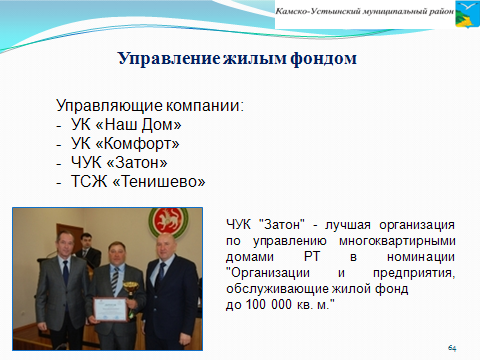 Камско-Устьинский муниципальный район
Управление жилым фондом
Управляющие компании:
- УК «Наш Дом»
- УК «Комфорт»
- ЧУК «Затон»
- ТСЖ «Тенишево»
ЧУК "Затон" - лучшая организация
по управлению многоквартирными
домами РТ в номинации
"Организации и предприятия,
обслуживающие жилой фонд
до 100 000 кв. м."
64